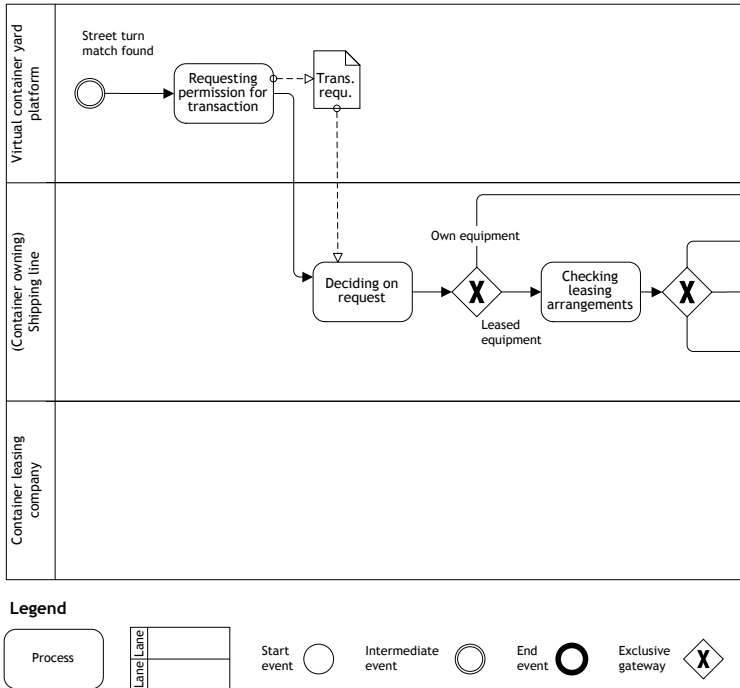 Virtual container yard
platform
Street turn
match found
Requesting
permission for
transaction
Trans.
requ.
(Container owning)
Shipping line
Deciding on
request
Own equipment
X
Leased
equipment
Checking
leasing
arrangements
X
Container leasing
company
Legend
Process
Lane
Lane
Start
event
Intermediate
event
End
event
Exclusive
gateway
X